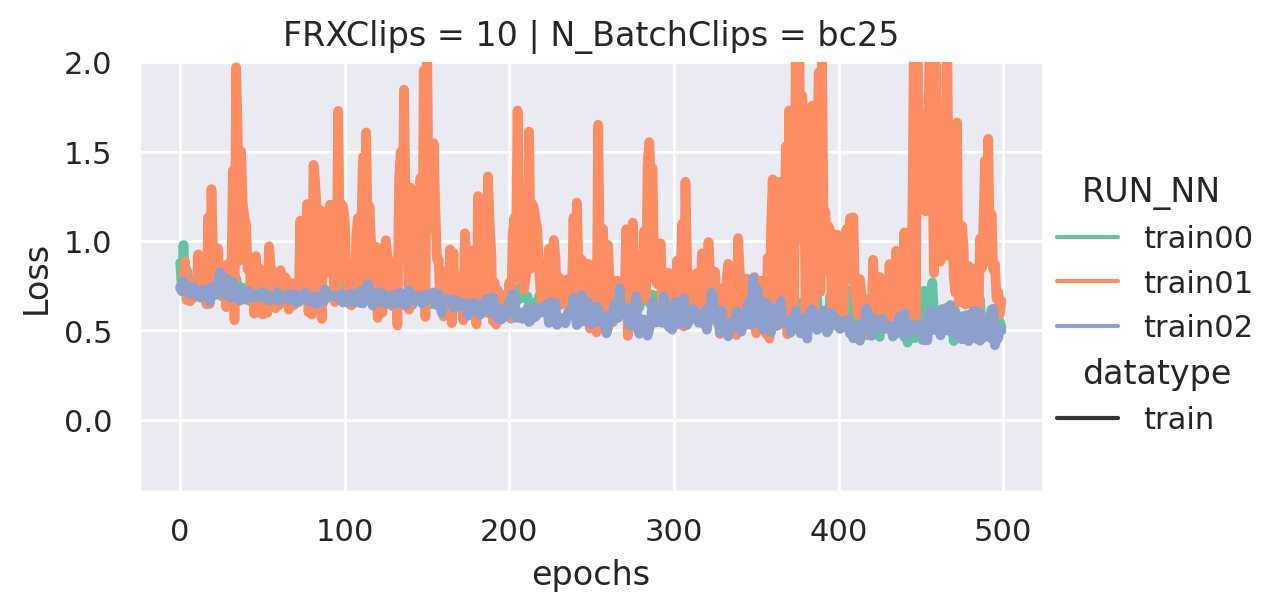 FRXClips = 10 | N_BatchClips = bc25
2.0
1.5
1.0
0.5
0.0
Loss
0 100 200 300 400 500
epochs
RUN_NN
train00
train01
train02
datatype
train